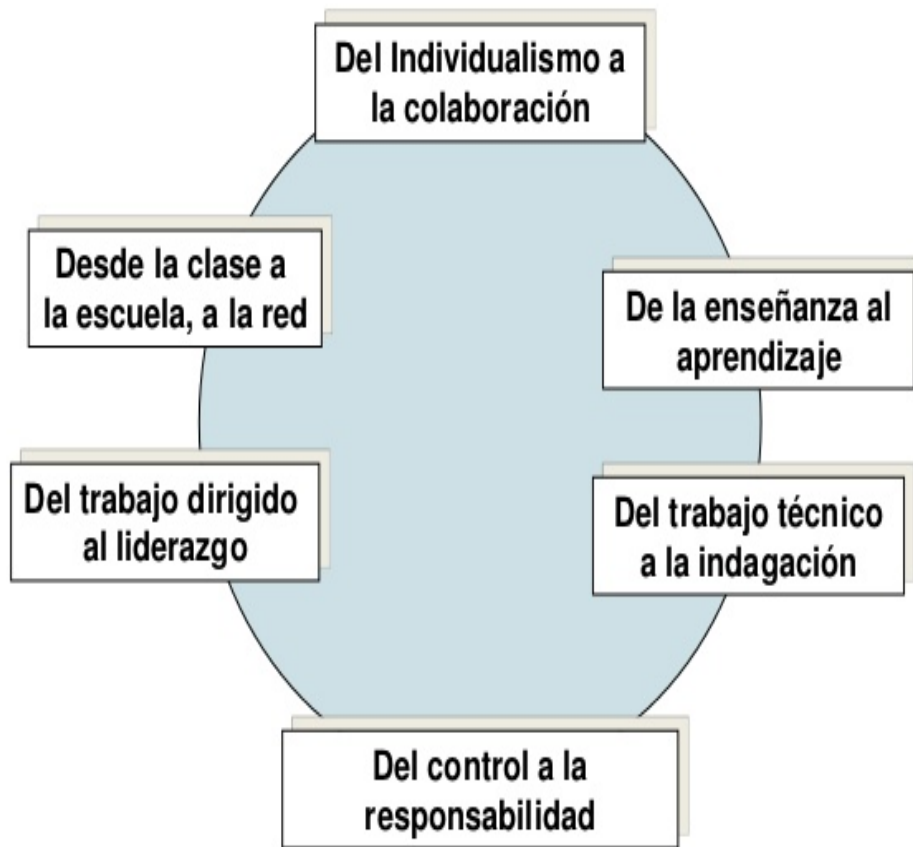 Del Individualismo a
la colaboración
Desde la clase a
la escuela, a la red
De la enseñanza al
aprendizaje
Del trabajo dirigido
al liderazgo
Del trabajo técnico
a la indagación
Del control a la
responsabilidad